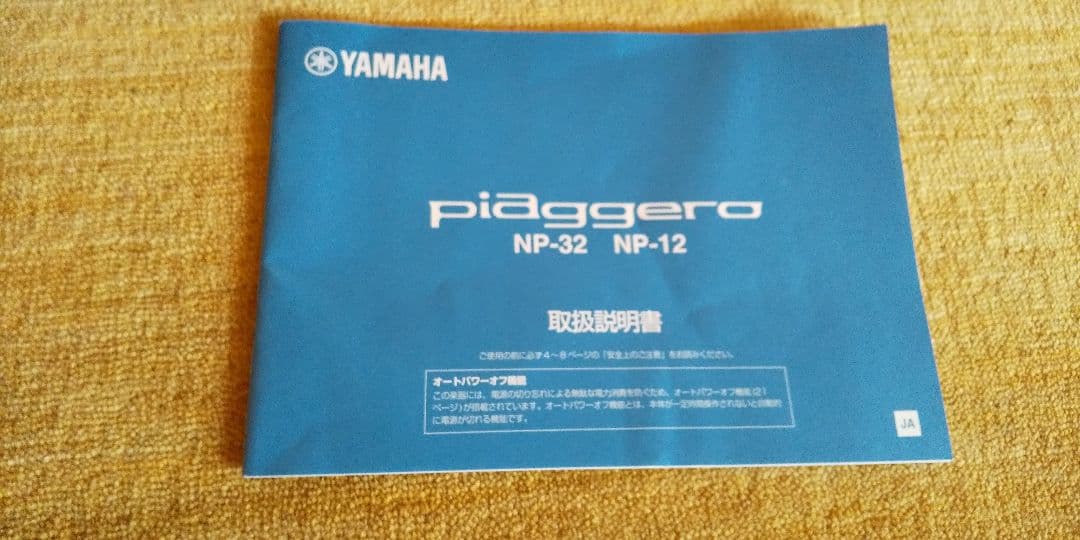 YAMAHA
piaggero
NP-32 NP-12
取扱説明書
ご使用の前に必ず4～8ページの「安全上のご注意」をお読みください。
オートパワーオフ機能
この楽器には、電源の切り忘れによる無駄な電力消費を防ぐため、オートパワーオフ機能(21
ページ)が搭載されています。オートパワーオフ機能とは、本体が一定時間操作されないと自動的
に電源が切れる機能です。
JA